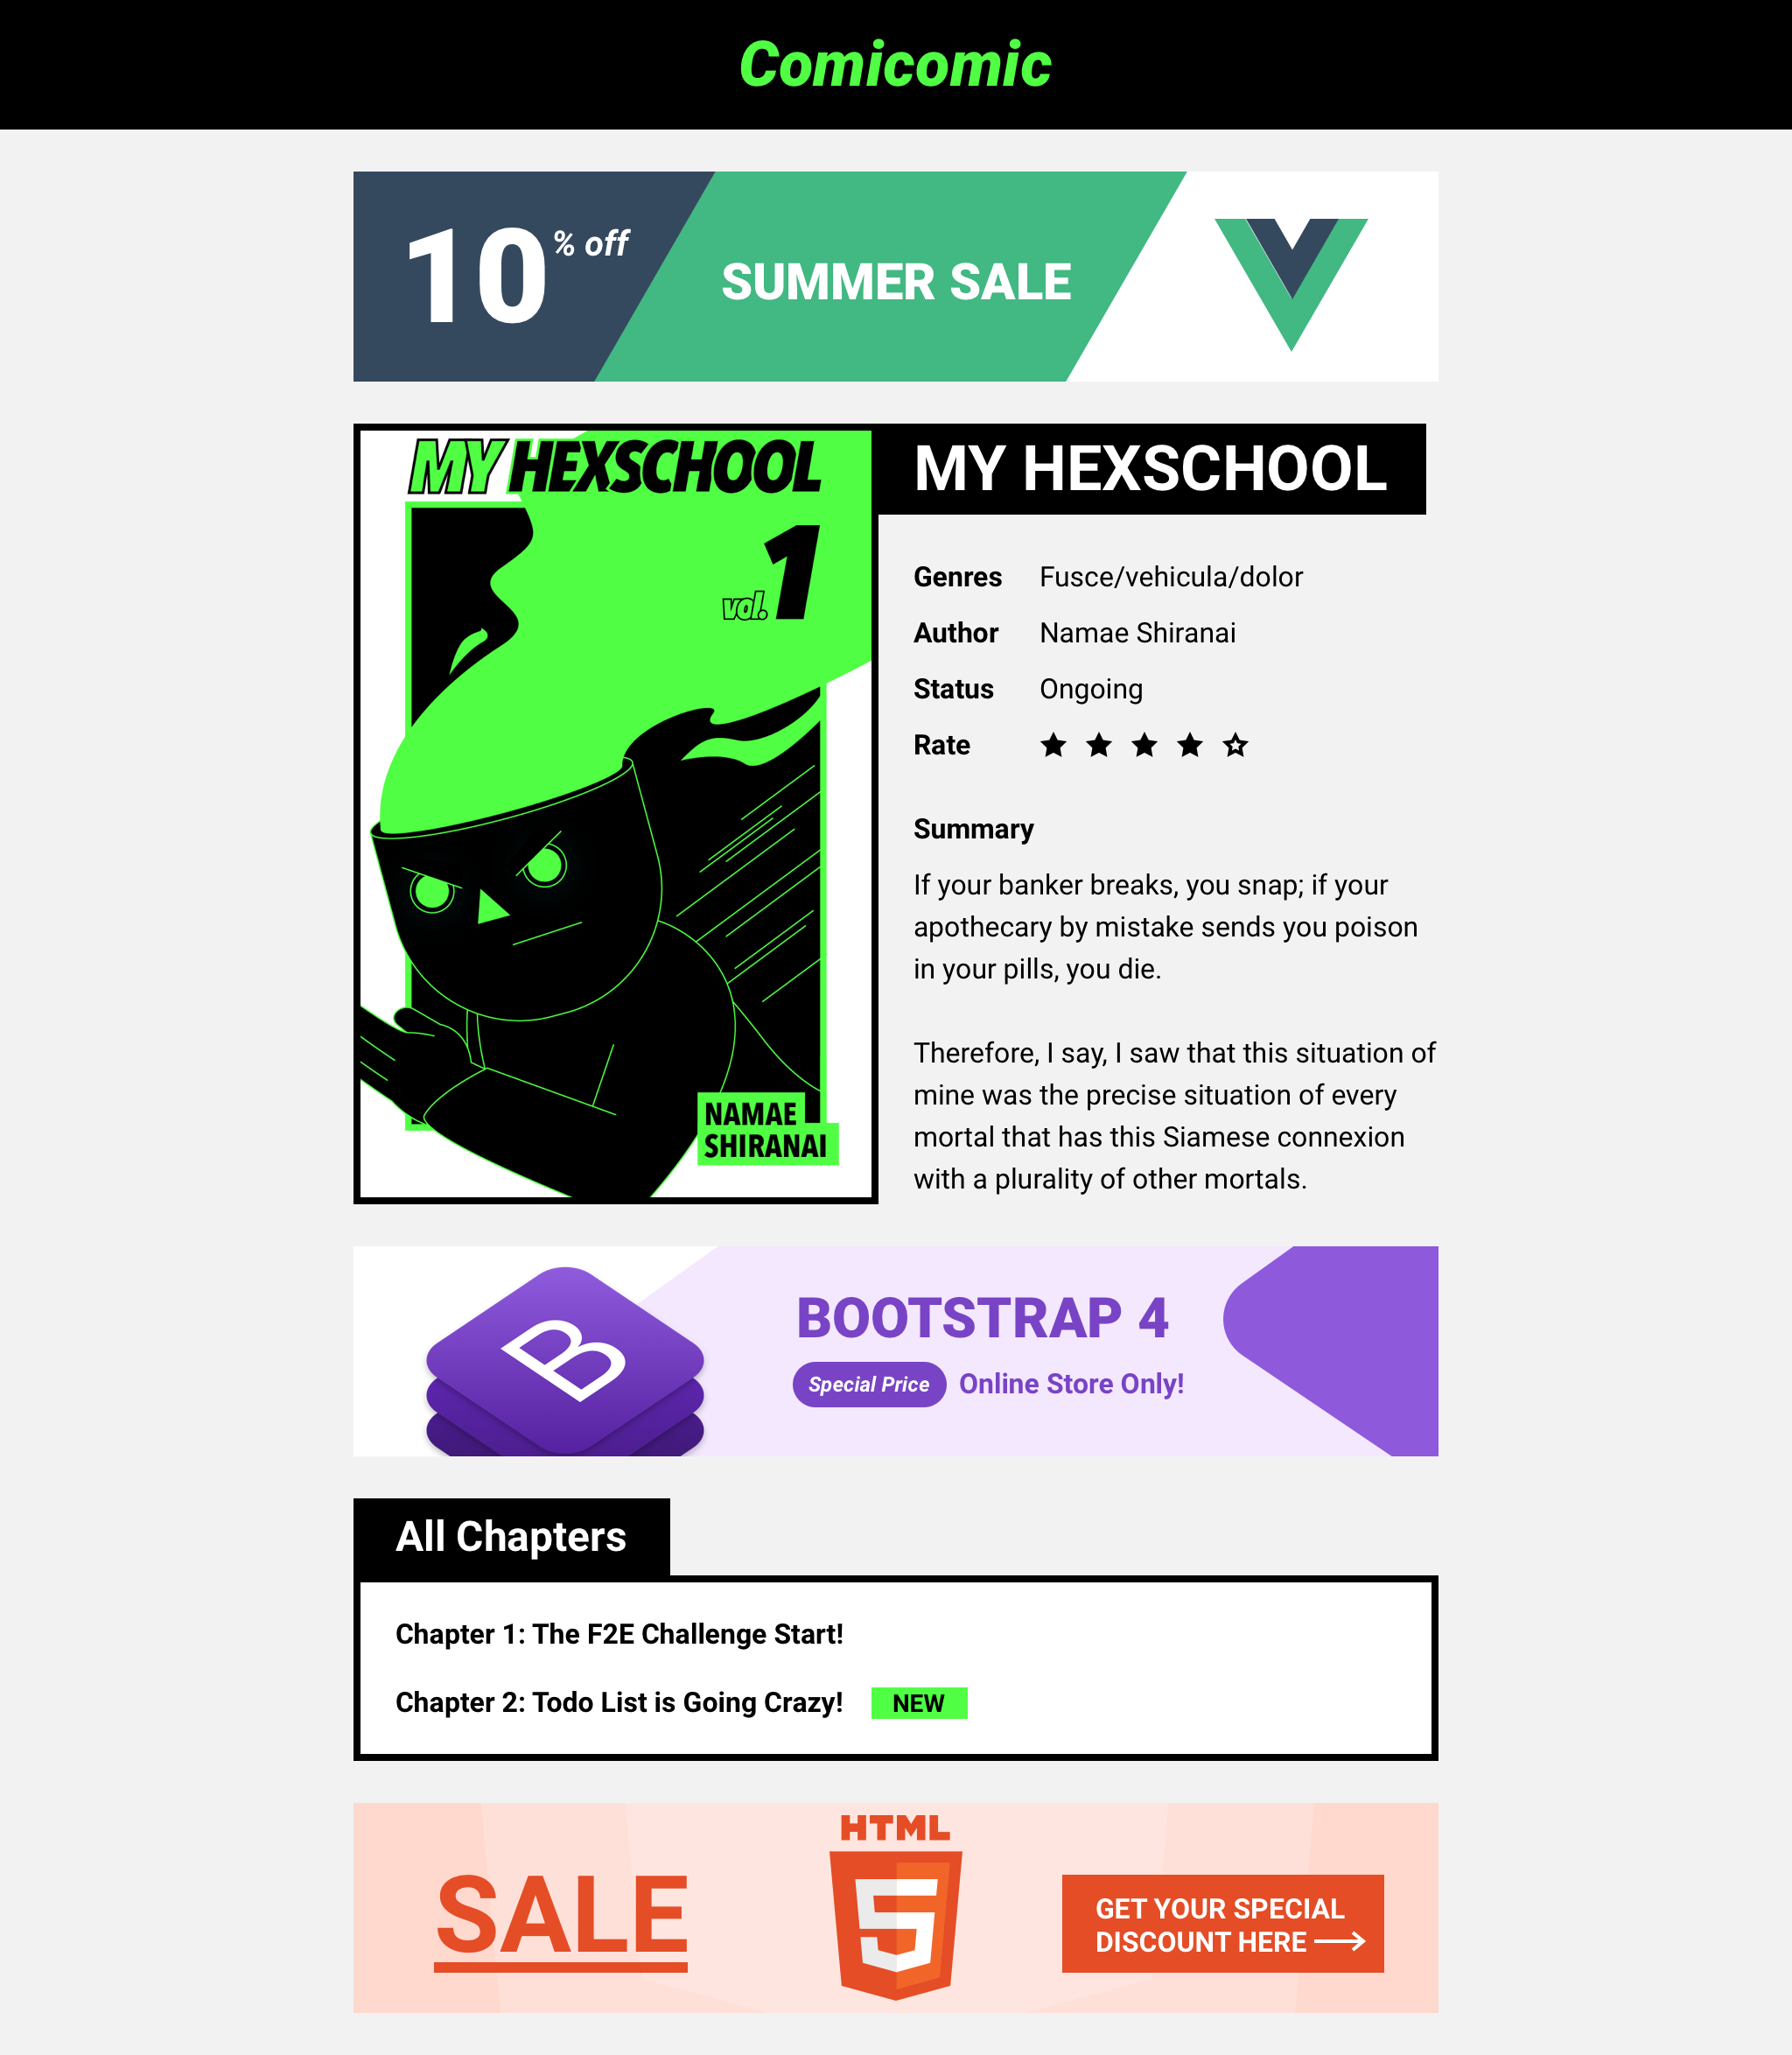 Comicomic
10 % off
SUMMER SALE
MY HEXSCHOOL
vol. 1
NAMAE
SHIRANAI
MY HEXSCHOOL
Genres Fusce/vehicula/dolor
Author Namae Shiranai
Status Ongoing
Rate
Summary
If your banker breaks, you snap; if your
apothecary by mistake sends you poison
in your pills, you die.
Therefore, I say, I saw that this situation of
mine was the precise situation of every
mortal that has this Siamese connexion
with a plurality of other mortals.
B
BOOTSTRAP 4
Special Price Online Store Only!
All Chapters
Chapter 1: The F2E Challenge Start!
Chapter 2: Todo List is Going Crazy! NEW
SALE
HTML
5
GET YOUR SPECIAL
DISCOUNT HERE